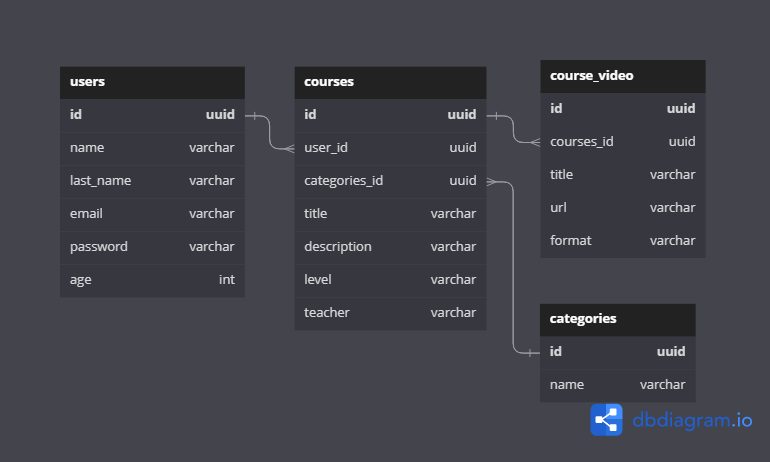 users
id uuid
name varchar
last_name varchar
email varchar
password varchar
age int
courses
id uuid
user_id uuid
categories_id uuid
title varchar
description varchar
level varchar
teacher varchar
course_video
id uuid
courses_id uuid
title varchar
url varchar
format varchar
categories
id uuid
name varchar
dbdiagram.io